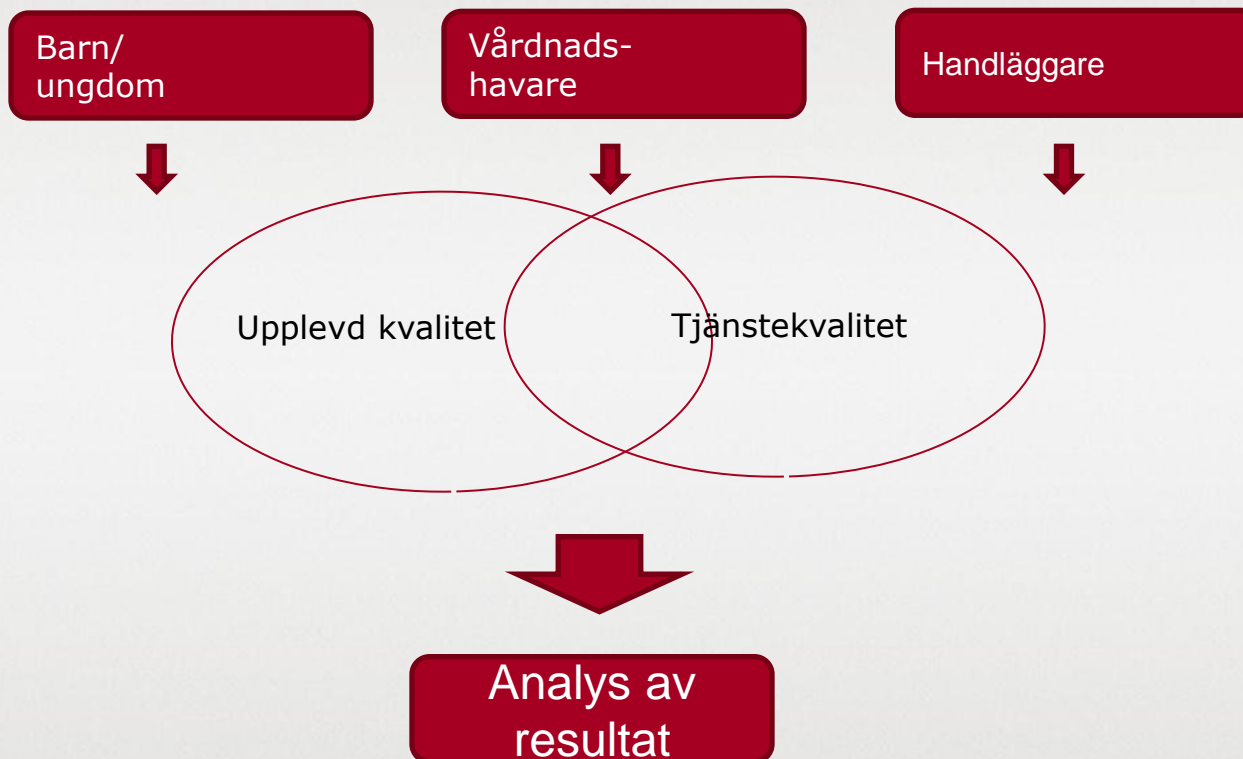 Barn/
ungdom
Vårdnads-
havare
Handläggare
Upplevd kvalitet
Tjänstekvalitet
Analys av
resultat